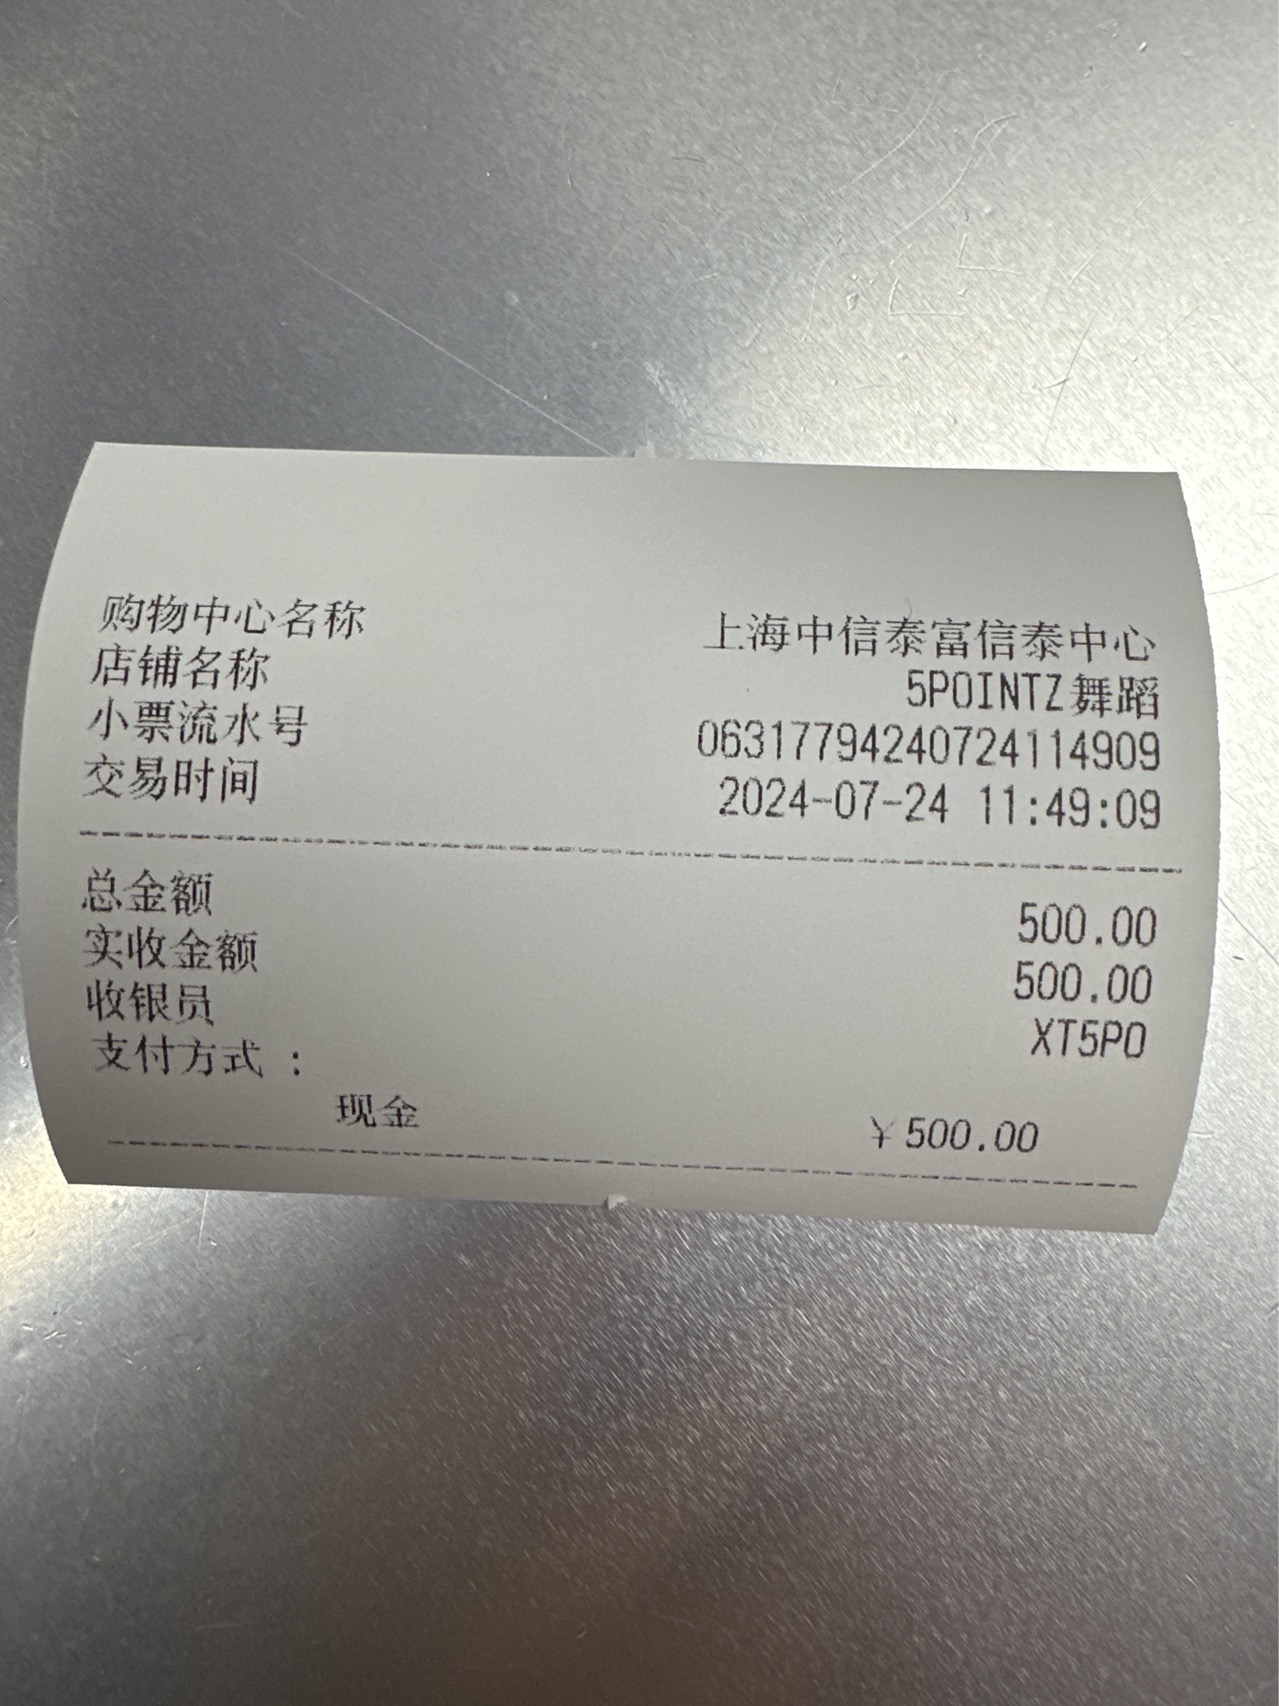 购物中心名称 上海中信泰富信泰中心
店铺名称 5POINTZ舞蹈
小票流水号 06317794240724114909
交易时间 2024-07-24 11:49:09
总金额 500.00
实收金额 500.00
收银员 XT5PO
支付方式：
现金 ￥500.00